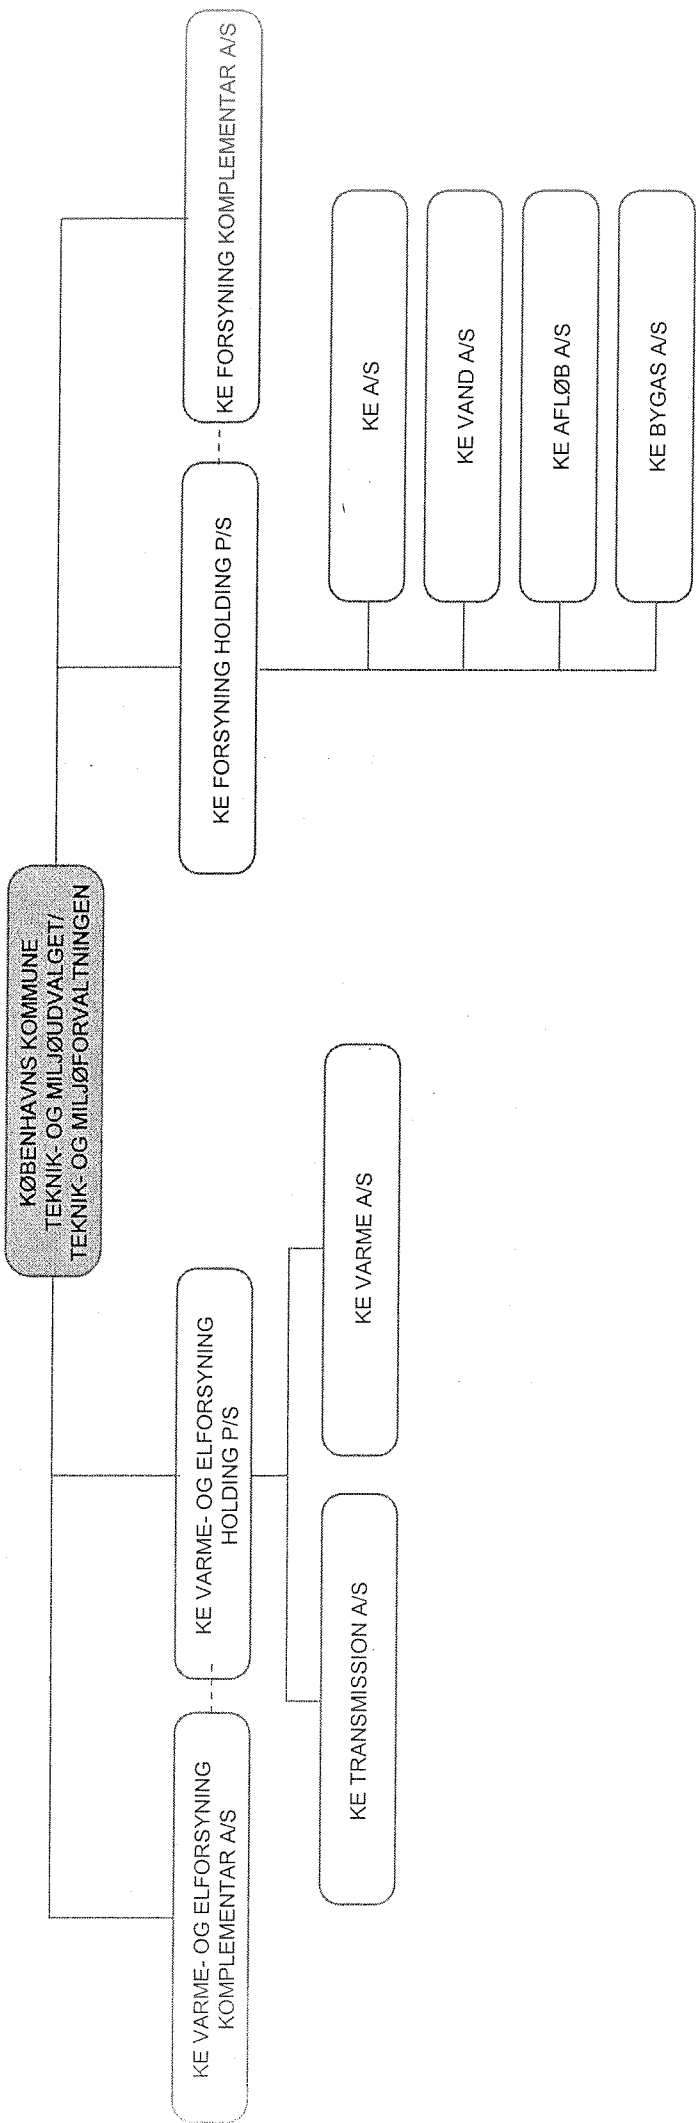 KØBENHAVNS KOMMUNE
TEKNIK- OG MILJØUDVALGET/
TEKNIK- OG MILJØFORVALTNINGEN
KE VARME- OG ELFORSYNING
KOMPLEMENTAR A/S
KE VARME- OG ELFORSYNING
HOLDING P/S
KE FORSYNING HOLDING P/S
KE FORSYNING KOMPLEMENTAR A/S
KE TRANSMISSION A/S
KE VARME A/S
KE A/S
KE VAND A/S
KE AFLØB A/S
KE BYGAS A/S